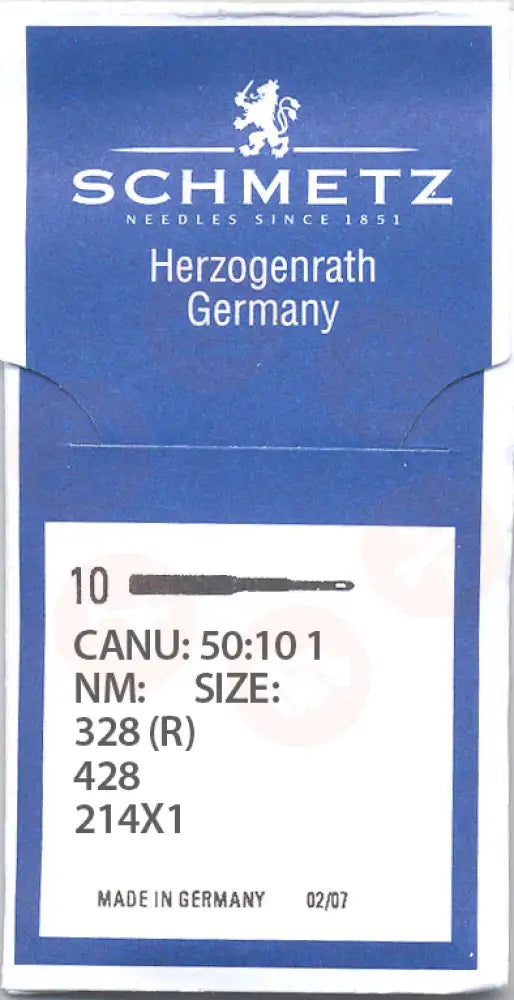 SCHMETZ
NEEDLES SINCE 1851
Herzogenrath
Germany
10
CANU: 50:10 1
NM: SIZE:
328 (R)
428
214X1
MADE IN GERMANY 02/07